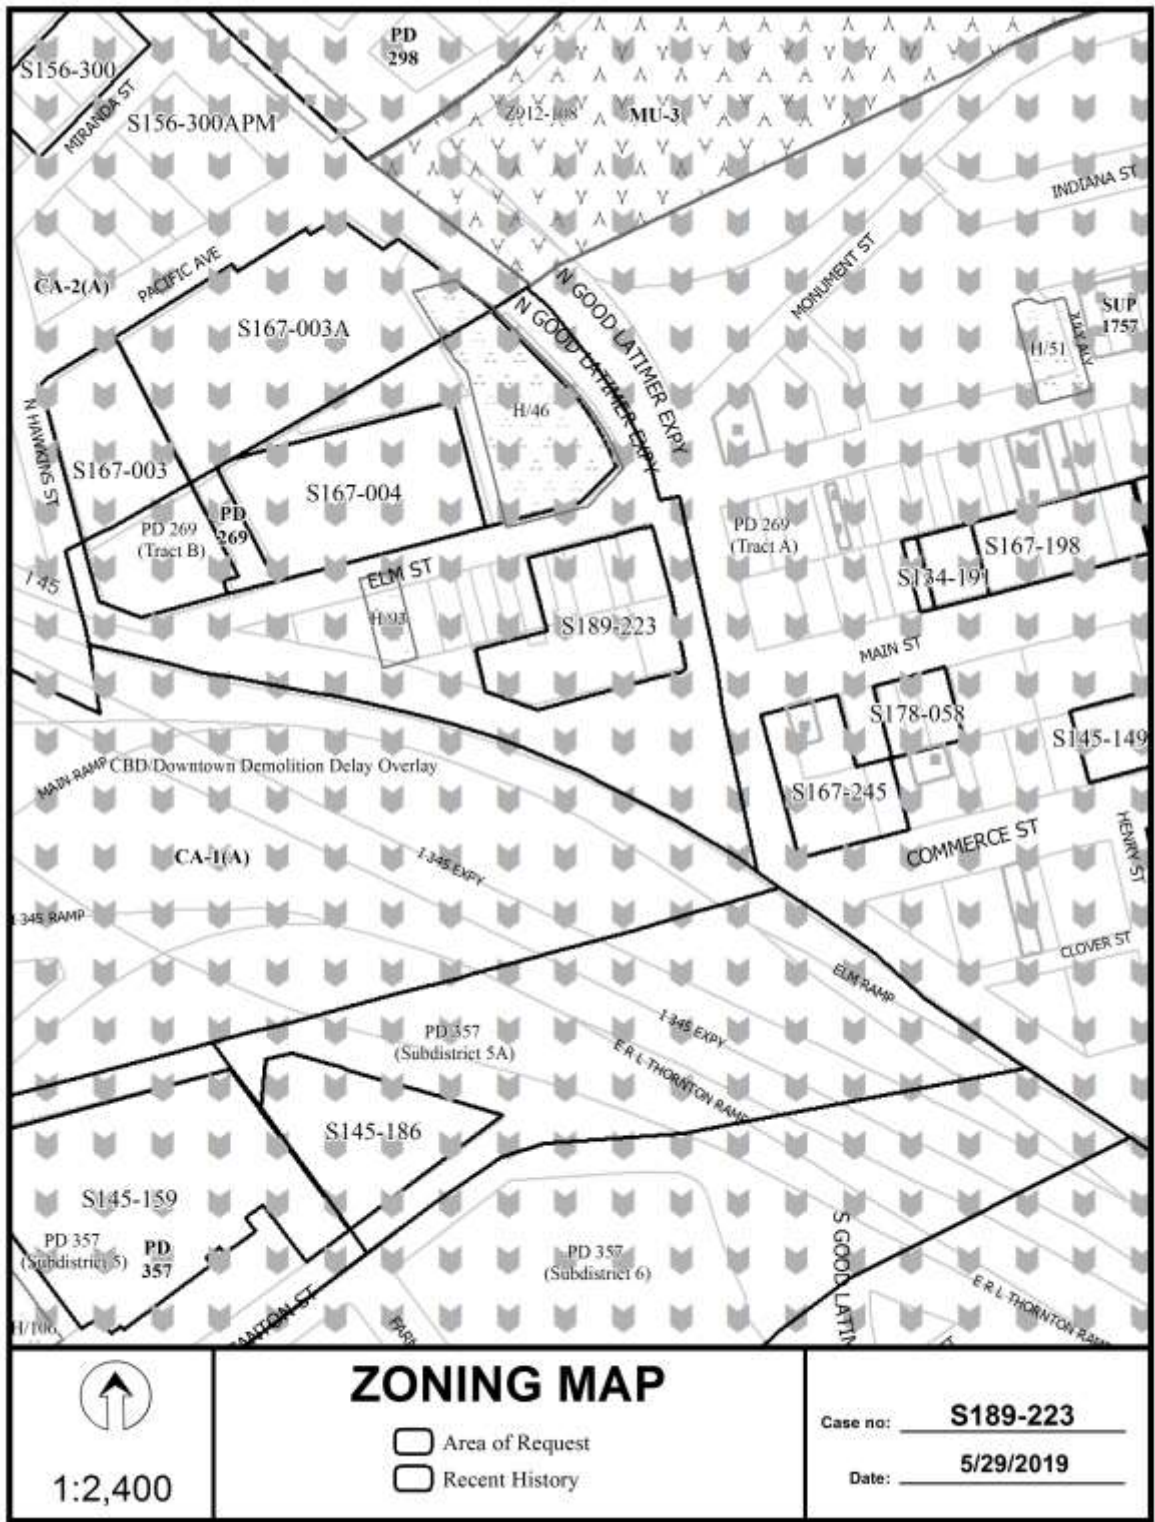 PD
298
S156-300
MIRANDA ST
S156-300APM
MU-3
INDIANA ST
PACIFIC AVE
CA-2(A)
MONUMENT ST
N GOOD LATIMER EXPY
N GOOD LATIMER EXPY
SUP
1757
S167-003A
H/51
H/46
N HAWKINS ST
S167-003
S167-004
PD
269
PD 269
(Tract B)
PD 269
(Tract A)
S167-198
ELM ST
I 45
S134-191
H/93
S189-223
MAIN ST
S178-058
S145-149
MAIN RAMP
CBD/Downtown Demolition Delay Overlay
S167-245
HENRY ST
COMMERCE ST
CA-1(A)
I 345 EXPY
I 345 RAMP
CLOVER ST
ELM RAMP
PD 357
(Subdistrict 5A)
I 345 EXPY
E R L THORNTON RAMP
S145-186
S145-159
PD 357
(Subdistrict 5)
PD
357
PD 357
(Subdistrict 6)
S GOOD LATIM
E R L THORNTON RAMP
H/106
ANTON ST
ZONING MAP
Area of Request
Recent History
1:2,400
Case no: S189-223
Date: 5/29/2019